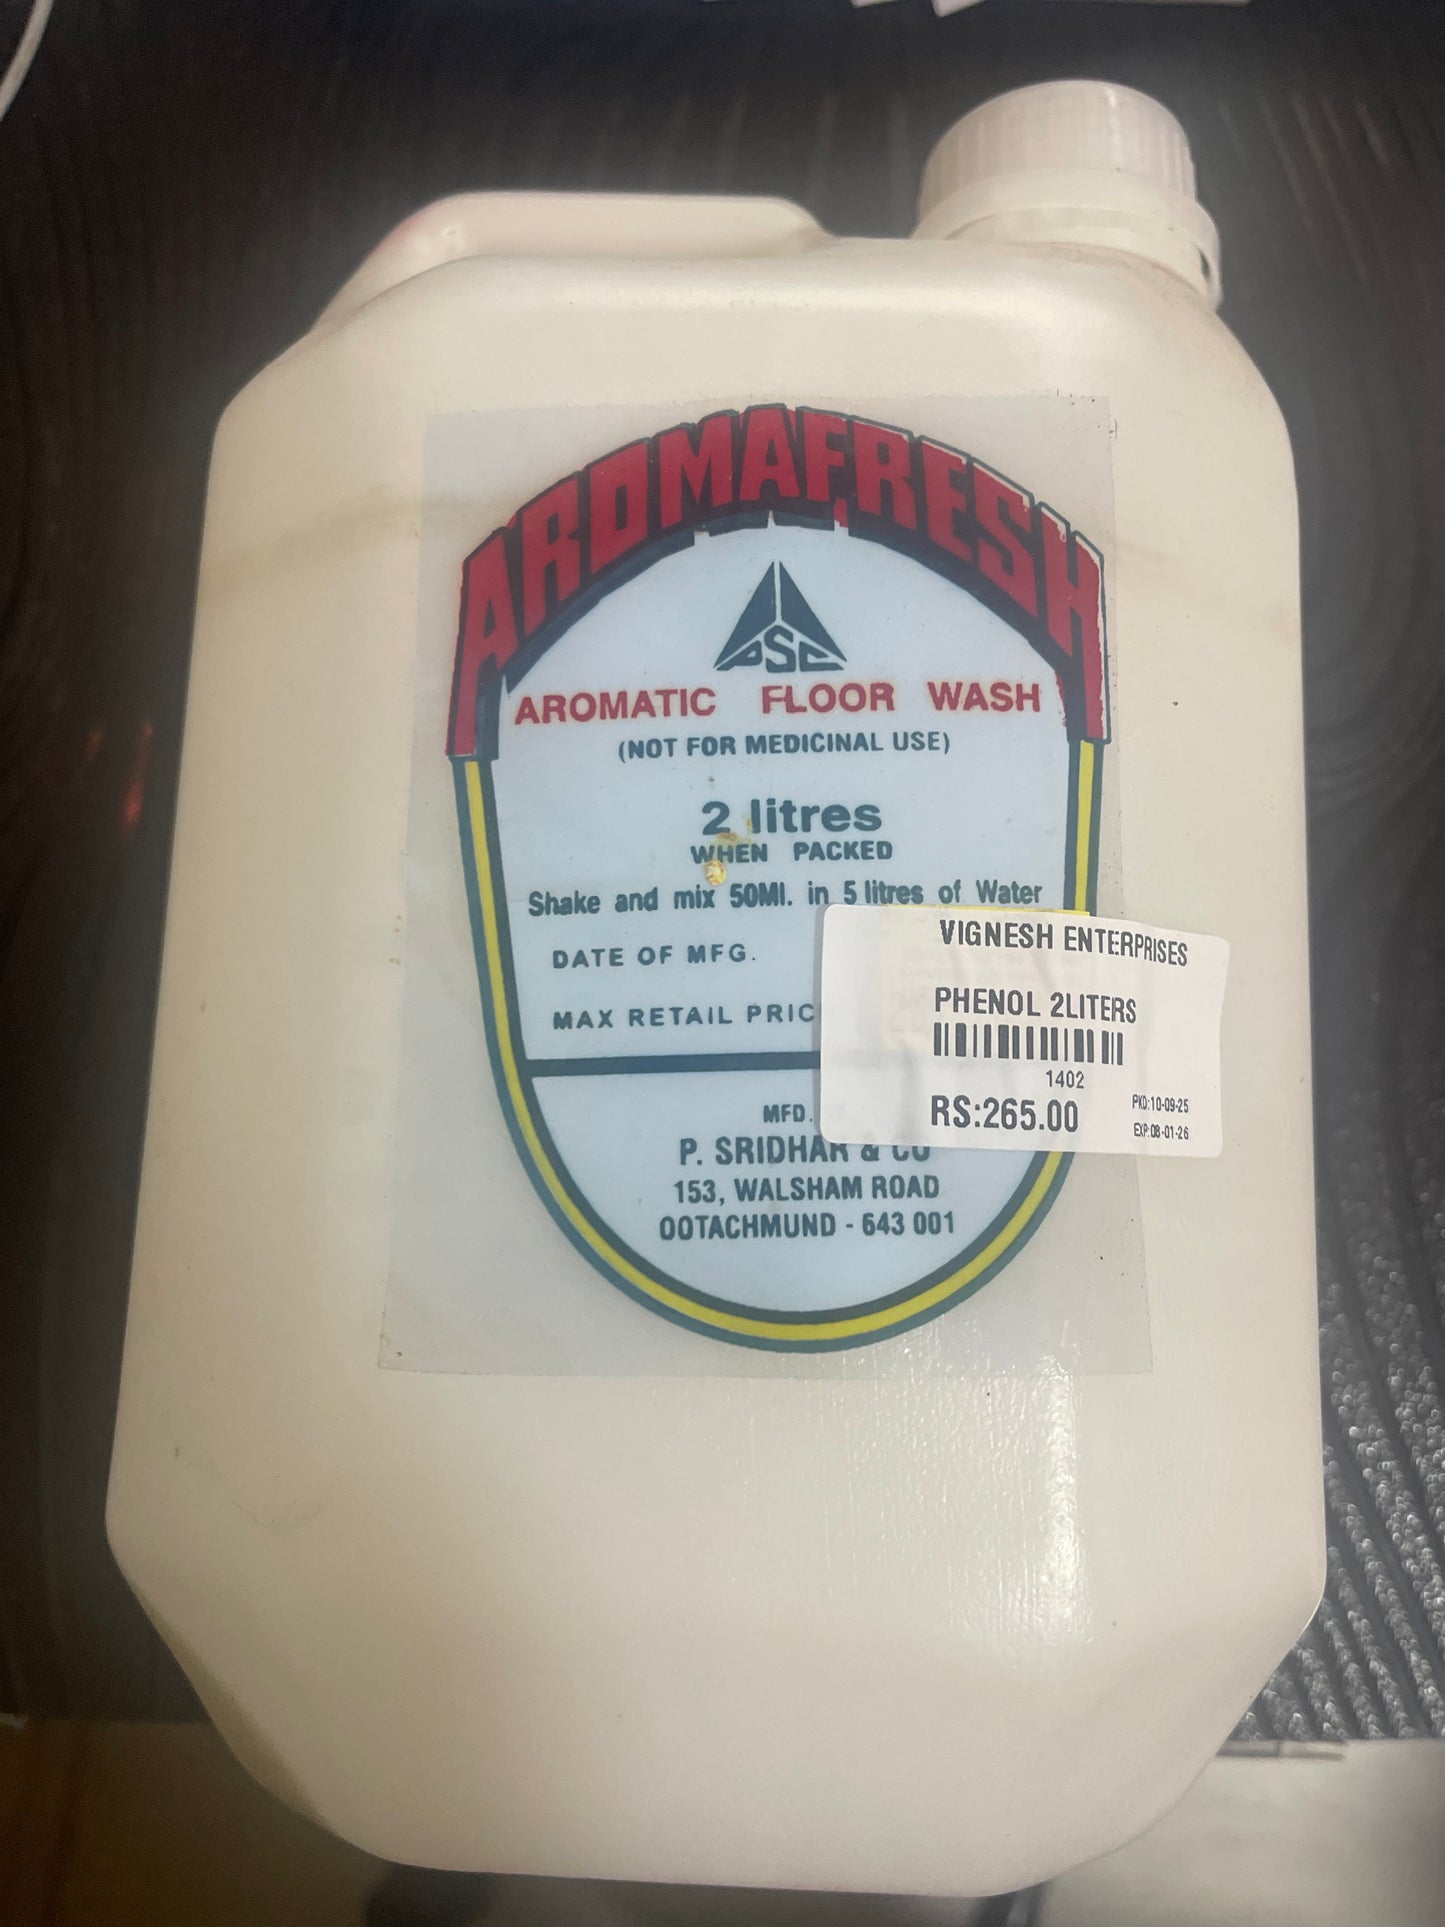 AROMAFRESH
PSC
AROMATIC FLOOR WASH
(NOT FOR MEDICINAL USE)
2 litres
WHEN PACKED
Shake and mix 50Ml. in 5 litres of Water
DATE OF MFG.
MAX RETAIL PRIC
MFD.
P. SRIDHAR & CO
153, WALSHAM ROAD
OOTACHMUND - 643 001
VIGNESH ENTERPRISES
PHENOL 2LITERS
1402
RS:265.00
PKD:10-09-25
EXP:08-01-26